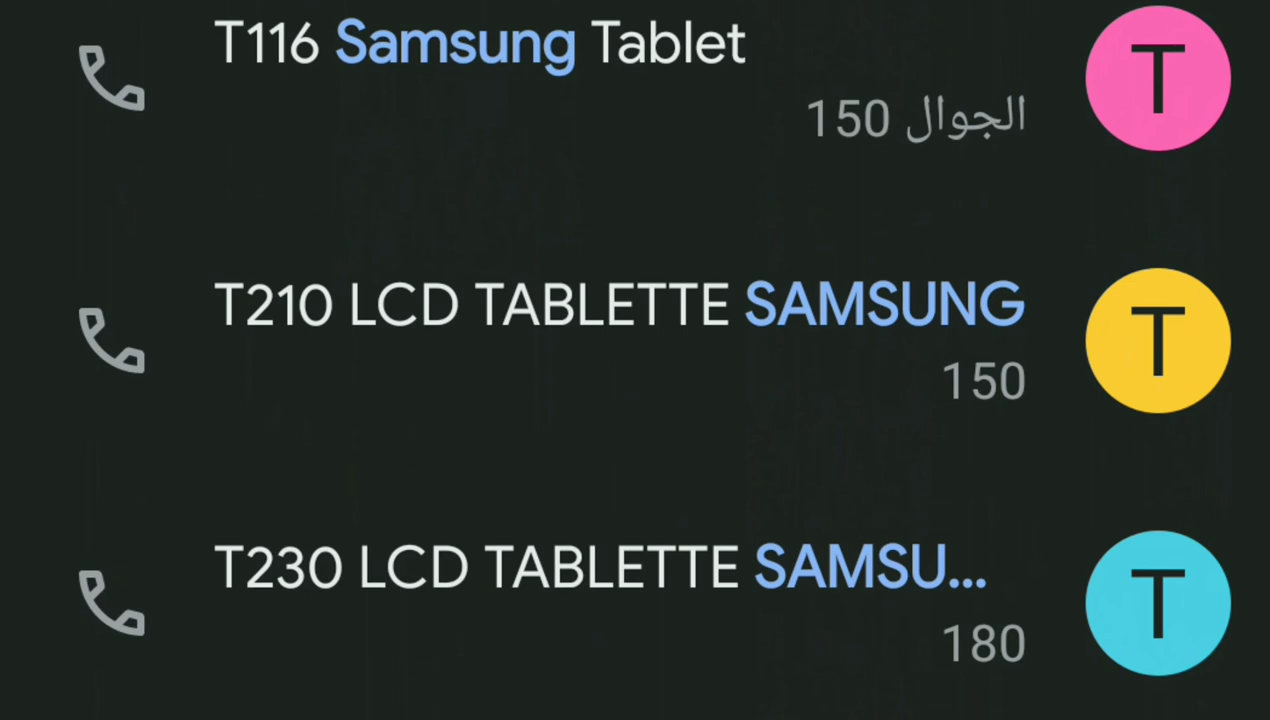 T116 Samsung Tablet
الجوال 150
T
T210 LCD TABLETTE SAMSUNG
150
T
T230 LCD TABLETTE SAMSU...
180
T